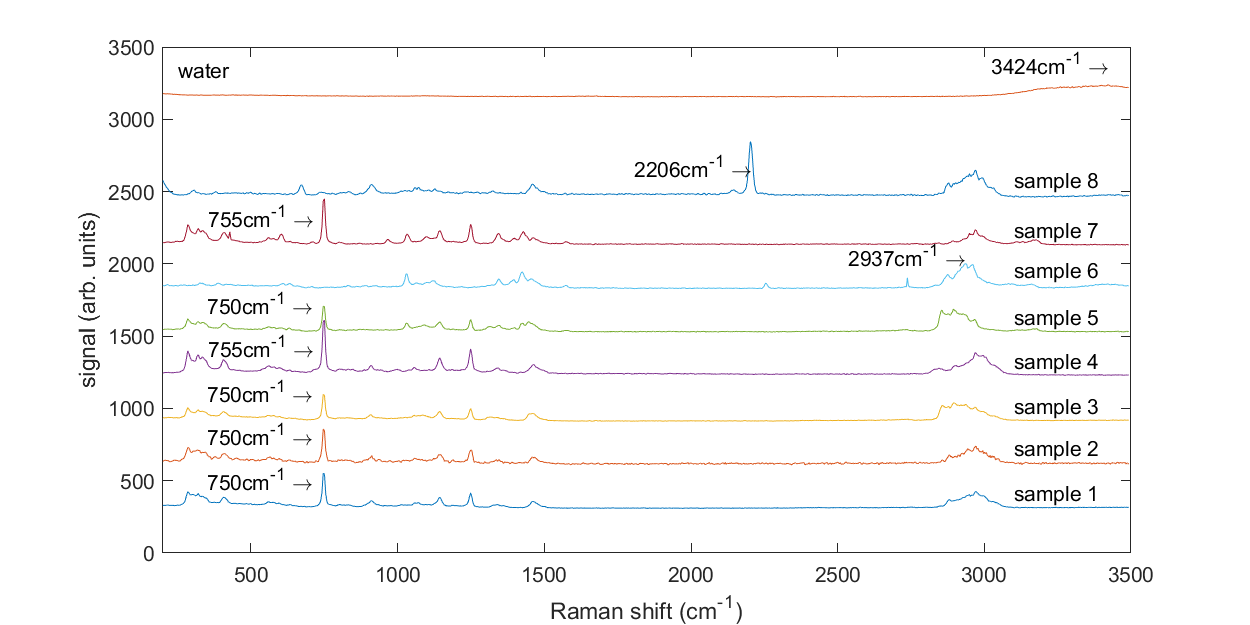 3500
water
3424cm-1 →
3000
2206cm-1 →
2500
sample 8
755cm-1 →
sample 7
2000
2937cm-1 →
sample 6
750cm-1 →
sample 5
1500
755cm-1 →
sample 4
750cm-1 →
1000
sample 3
750cm-1 →
sample 2
500
750cm-1 →
sample 1
0
signal (arb. units)
500 1000 1500 2000 2500 3000 3500
Raman shift (cm-1)